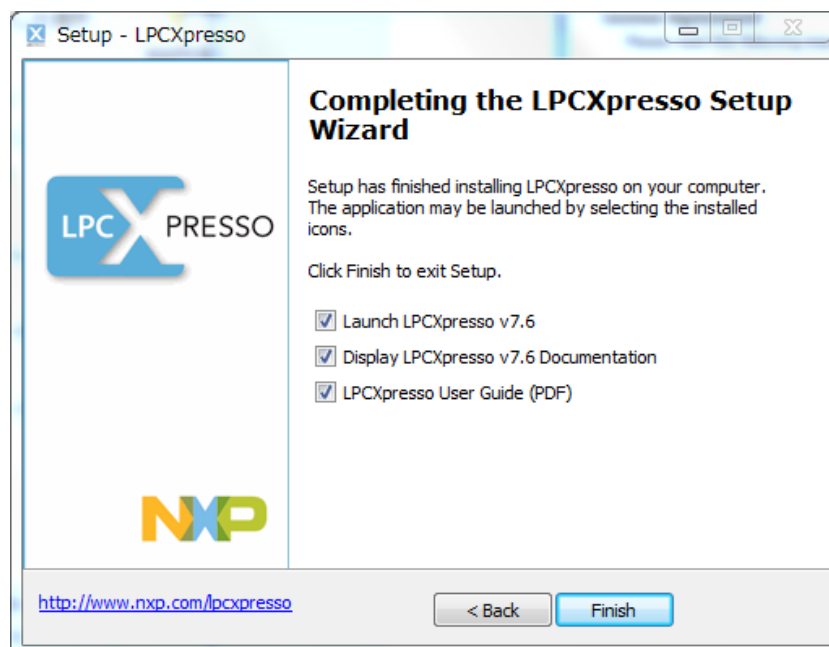 Setup - LPCXpresso
Completing the LPCXpresso Setup
Wizard
Setup has finished installing LPCXpresso on your computer.
The application may be launched by selecting the installed
icons.
Click Finish to exit Setup.
Launch LPCXpresso v7.6
Display LPCXpresso v7.6 Documentation
LPCXpresso User Guide (PDF)
LPCXPRESSO
NXP
http://www.nxp.com/lpcxpresso
< Back
Finish